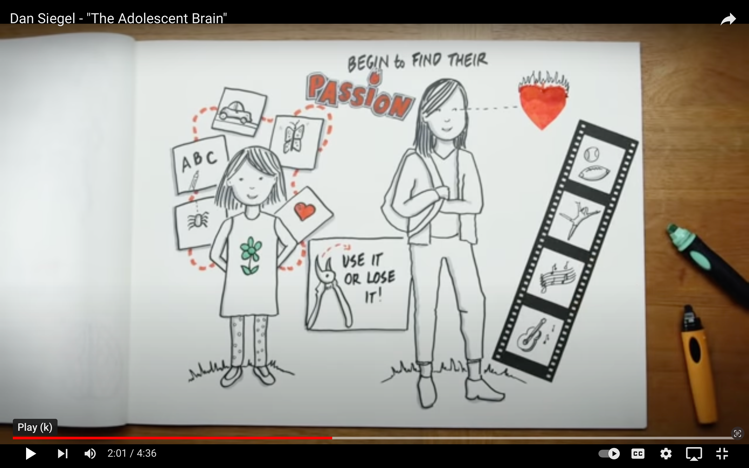 Dan Siegel - "The Adolescent Brain"
BEGIN to FIND THEIR
PASSION
ABC
USE IT
OR LOSE
IT!
Play (k)
2:01 / 4:36
CC